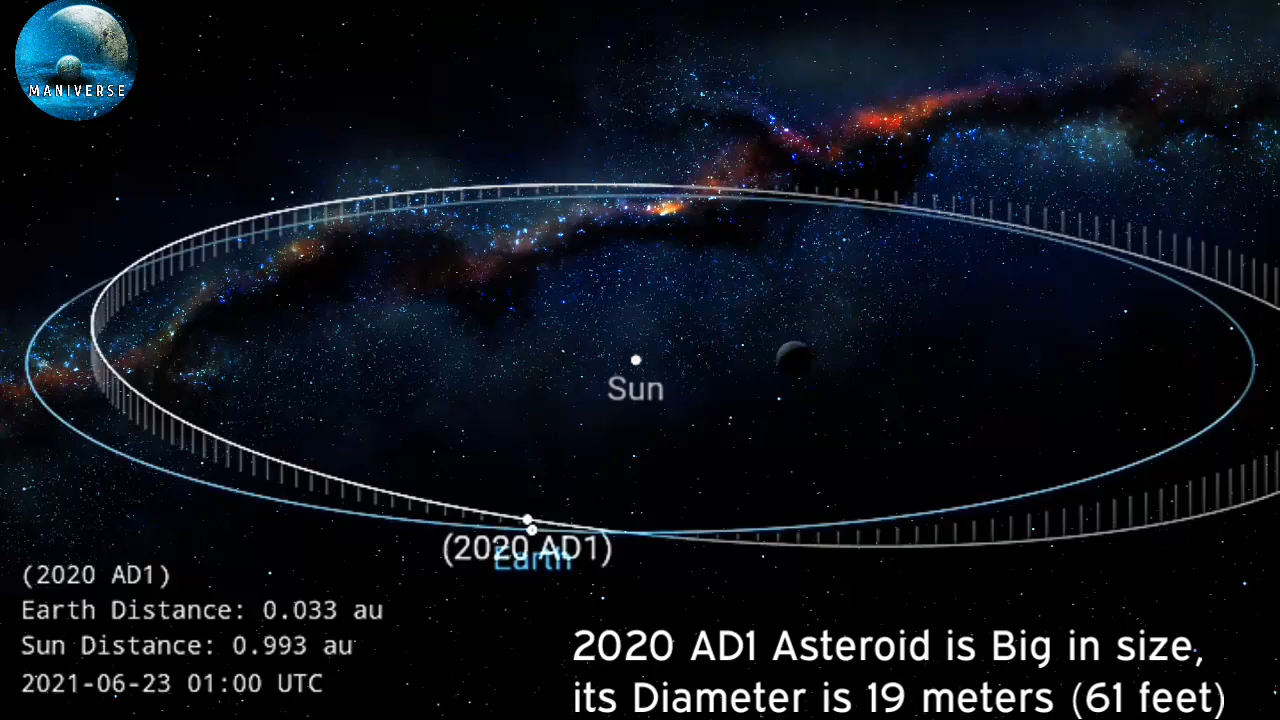 MANIVERSE
Sun
(2020 AD1)
Earth
(2020 AD1)
Earth Distance: 0.033 au
Sun Distance: 0.993 au
2021-06-23 01:00 UTC
2020 AD1 Asteroid is Big in size,
its Diameter is 19 meters (61 feet)